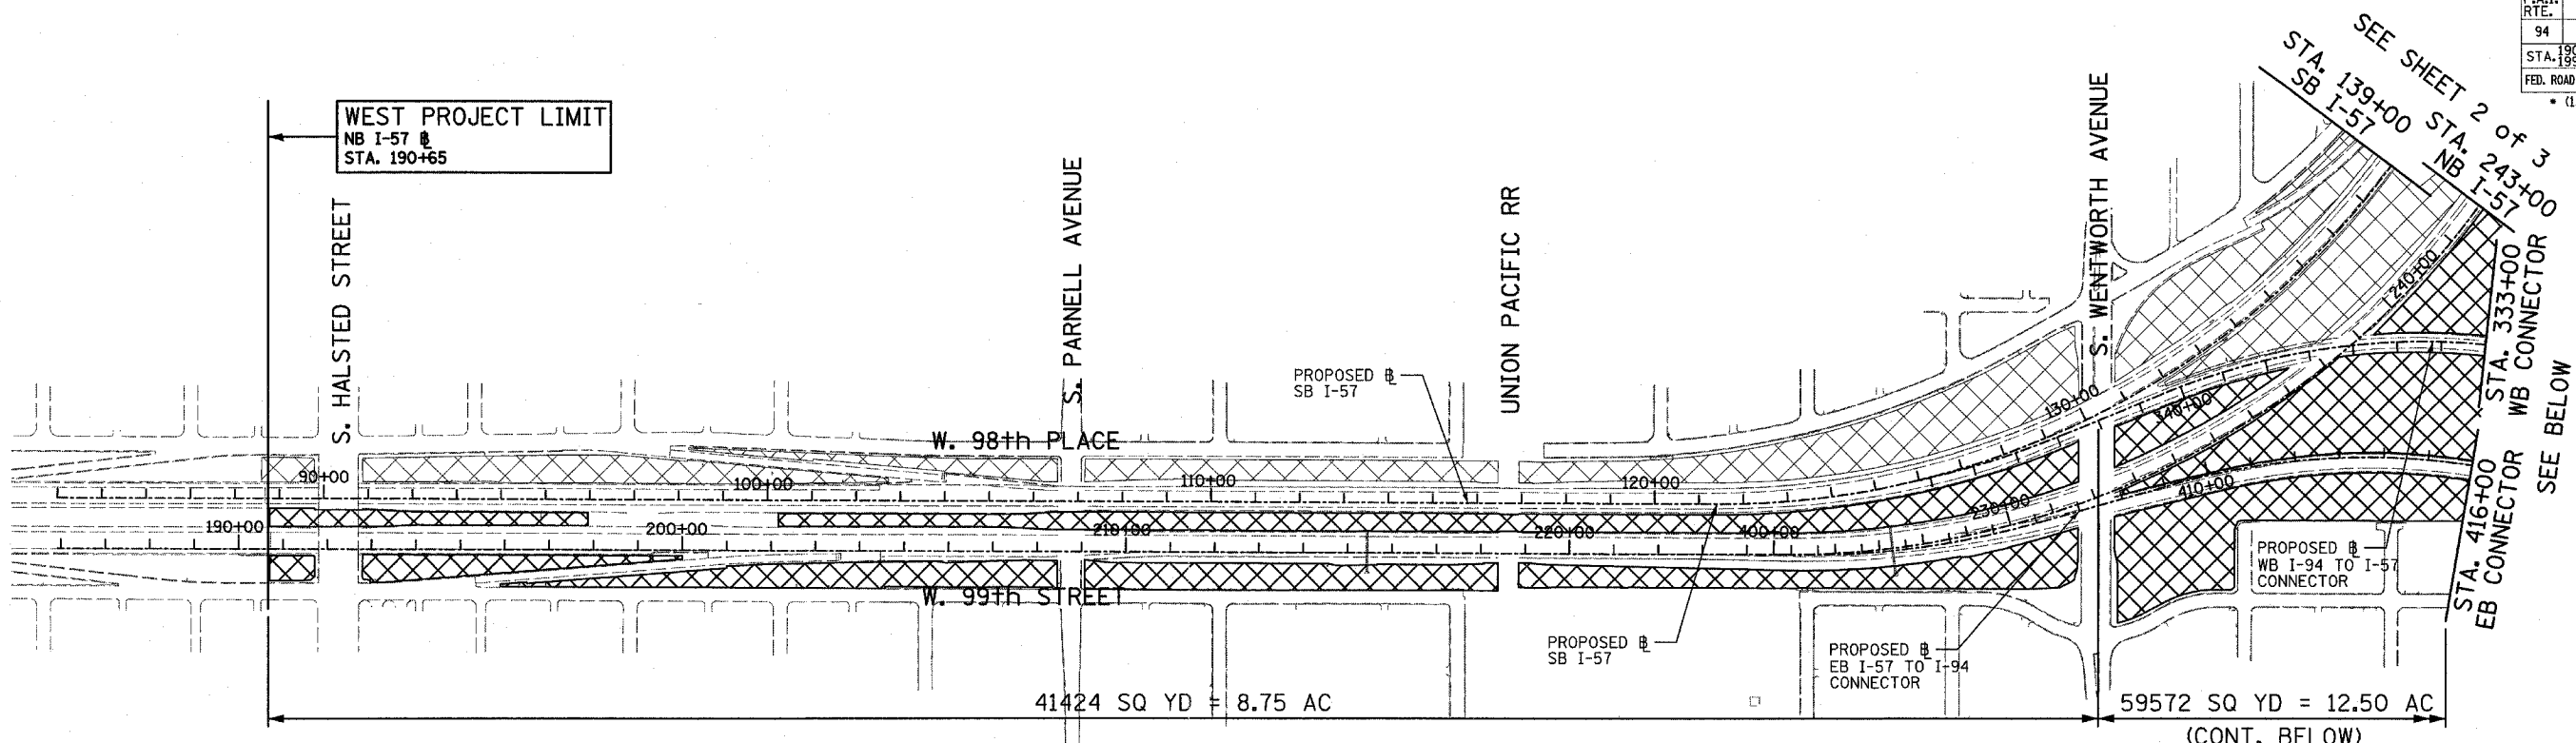 RTE.
94
STA.
FED. ROAD
SEE SHEET 2 of 3
STA. 139+00
SB I-57
STA. 243+00
NB I-57
WEST PROJECT LIMIT
NB I-57 ℄
STA. 190+65
S. HALSTED STREET
S. PARNELL AVENUE
UNION PACIFIC RR
S. WENTWORTH AVENUE
STA. 333+00
WB CONNECTOR
STA. 416+00
EB CONNECTOR
SEE BELOW
PROPOSED ℄
SB I-57
W. 98th PLACE
90+00
100+00
110+00
120+00
130+00
340+00
240+00
190+00
200+00
210+00
220+00
400+00
230+00
410+00
W. 99th STREET
PROPOSED ℄
SB I-57
PROPOSED ℄
EB I-57 TO I-94
CONNECTOR
PROPOSED ℄
WB I-94 TO I-57
CONNECTOR
41424 SQ YD = 8.75 AC
59572 SQ YD = 12.50 AC
(CONT. BELOW)